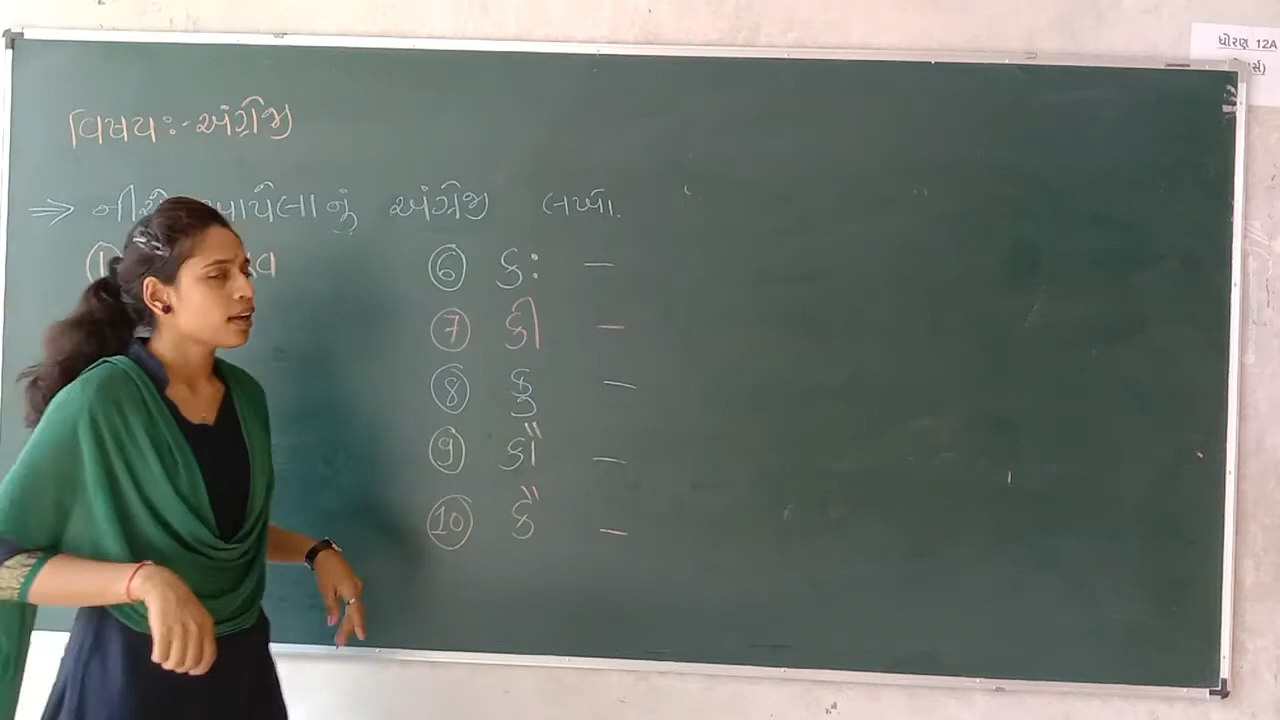 વિષય:- અંગ્રેજી
⇒ નીચે આપેલાનું અંગ્રેજી લખો.
⑥ કઃ –
⑦ કી –
⑧ કુ –
⑨ કૌ –
⑩ કૈ –
ધોરણ 12A